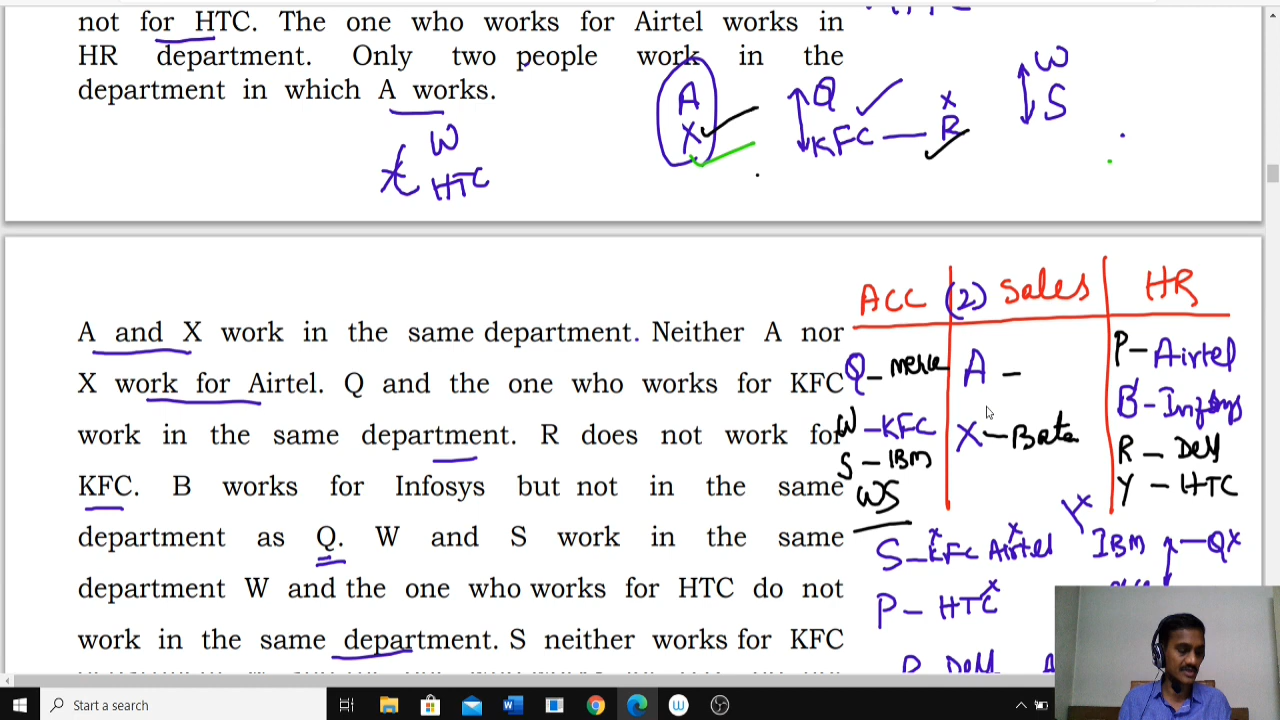 not for HTC. The one who works for Airtel works in
HR department. Only two people work in the
department in which A works.
W
HTC
A
X
Q
KFC — R
x
W
S
A and X work in the same department. Neither A nor
X work for Airtel. Q and the one who works for KFC
work in the same department. R does not work for
KFC. B works for Infosys but not in the same
department as Q. W and S work in the same
department W and the one who works for HTC do not
work in the same department. S neither works for KFC
ACC (2) Sales HR
Q – A – P – Airtel
W – KFC X – Bata B –
S – IBM R – Dell
WS Y – HTC
S – KFC Airtel IBM – QX
P – HTC
Start a search